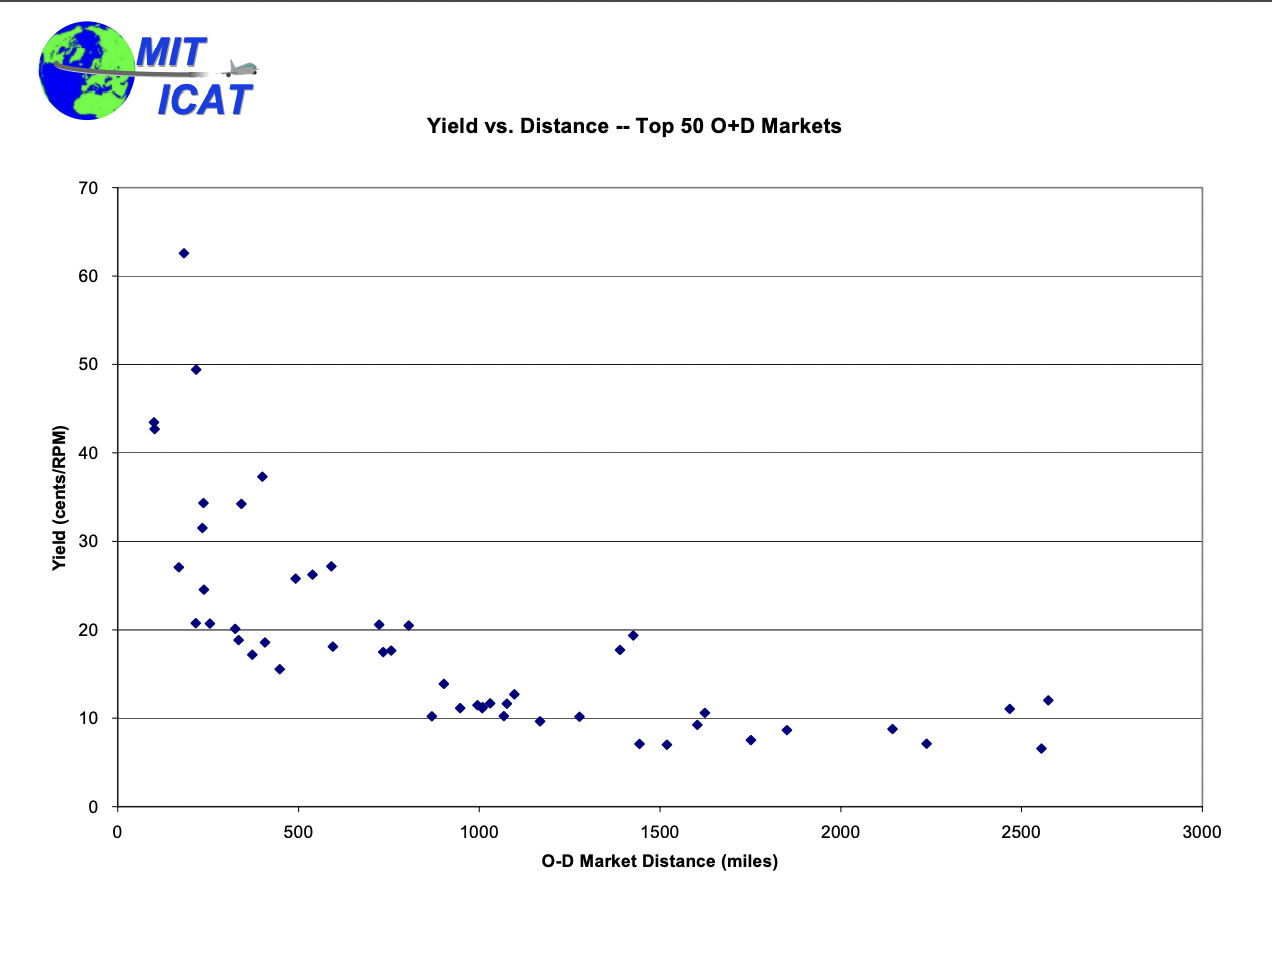 MIT
ICAT
Yield vs. Distance -- Top 50 O+D Markets
70
60
50
40
30
20
10
0
Yield (cents/RPM)
0 500 1000 1500 2000 2500 3000
O-D Market Distance (miles)